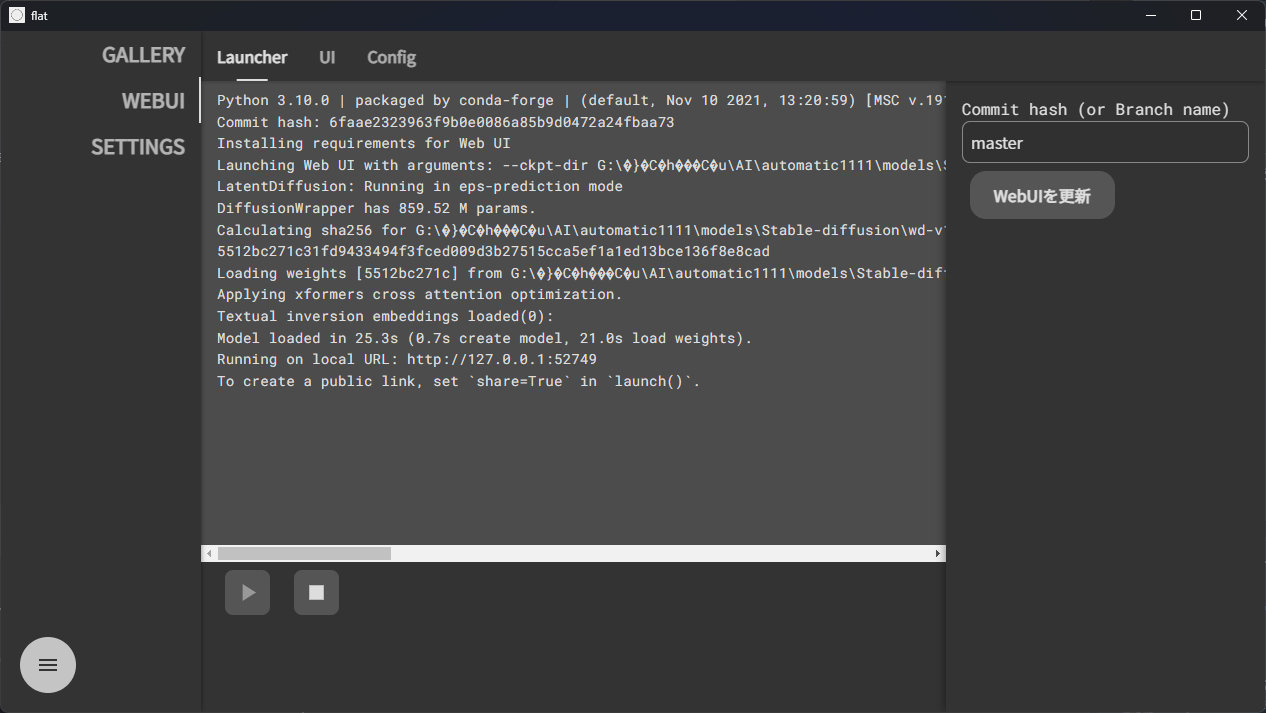 flat
GALLERY
WEBUI
SETTINGS
Launcher UI Config
Python 3.10.0 | packaged by conda-forge | (default, Nov 10 2021, 13:20:59) [MSC v.19
Commit hash: 6faae2323963f9b0e0086a85b9d0472a24fbaa73
Installing requirements for Web UI
Launching Web UI with arguments: --ckpt-dir G:\�}�C�h���C�u\AI\automatic1111\models\S
LatentDiffusion: Running in eps-prediction mode
DiffusionWrapper has 859.52 M params.
Calculating sha256 for G:\�}�C�h���C�u\AI\automatic1111\models\Stable-diffusion\wd-v1
5512bc271c31fd9433494f3fced009d3b27515cca5ef1a1ed13bce136f8e8cad
Loading weights [5512bc271c] from G:\�}�C�h���C�u\AI\automatic1111\models\Stable-diff
Applying xformers cross attention optimization.
Textual inversion embeddings loaded(0):
Model loaded in 25.3s (0.7s create model, 21.0s load weights).
Running on local URL: http://127.0.0.1:52749
To create a public link, set `share=True` in `launch()`.
Commit hash (or Branch name)
master
WebUIを更新